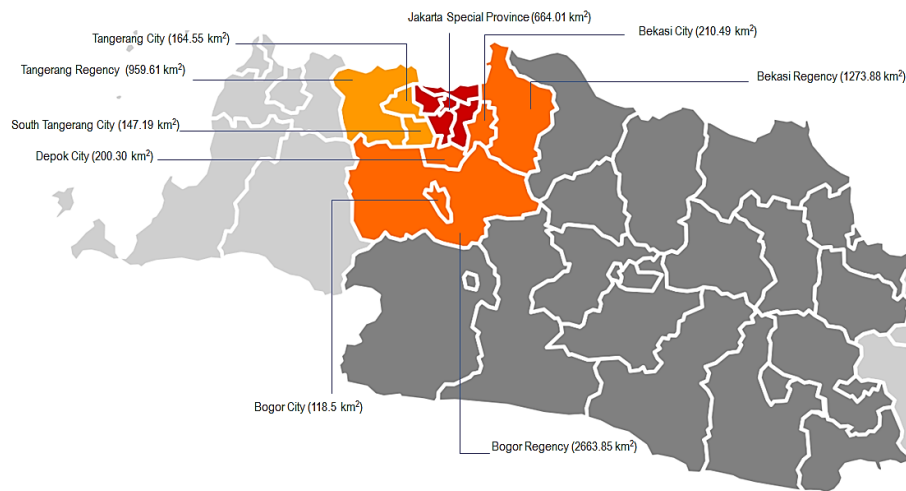 Jakarta Special Province (664.01 km²)
Tangerang City (164.55 km²)
Bekasi City (210.49 km²)
Tangerang Regency (959.61 km²)
Bekasi Regency (1273.88 km²)
South Tangerang City (147.19 km²)
Depok City (200.30 km²)
Bogor City (118.5 km²)
Bogor Regency (2663.85 km²)